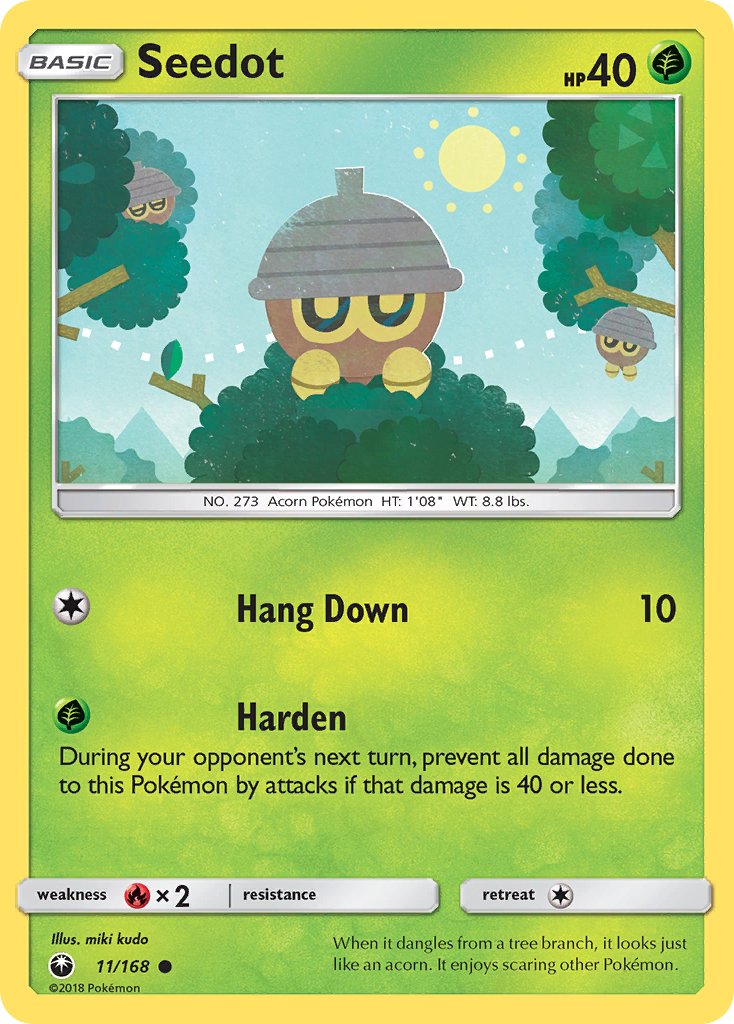 BASIC Seedot HP40
NO. 273 Acorn Pokémon HT: 1'08" WT: 8.8 lbs.
Hang Down 10
Harden
During your opponent's next turn, prevent all damage done
to this Pokémon by attacks if that damage is 40 or less.
weakness ×2 resistance retreat
Illus. miki kudo
11/168
©2018 Pokémon
When it dangles from a tree branch, it looks just
like an acorn. It enjoys scaring other Pokémon.